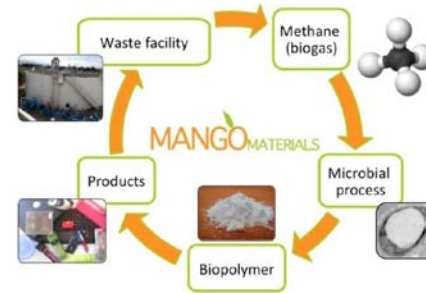 Waste facility
Methane
(biogas)
MANGO MATERIALS
Products
Microbial
process
Biopolymer